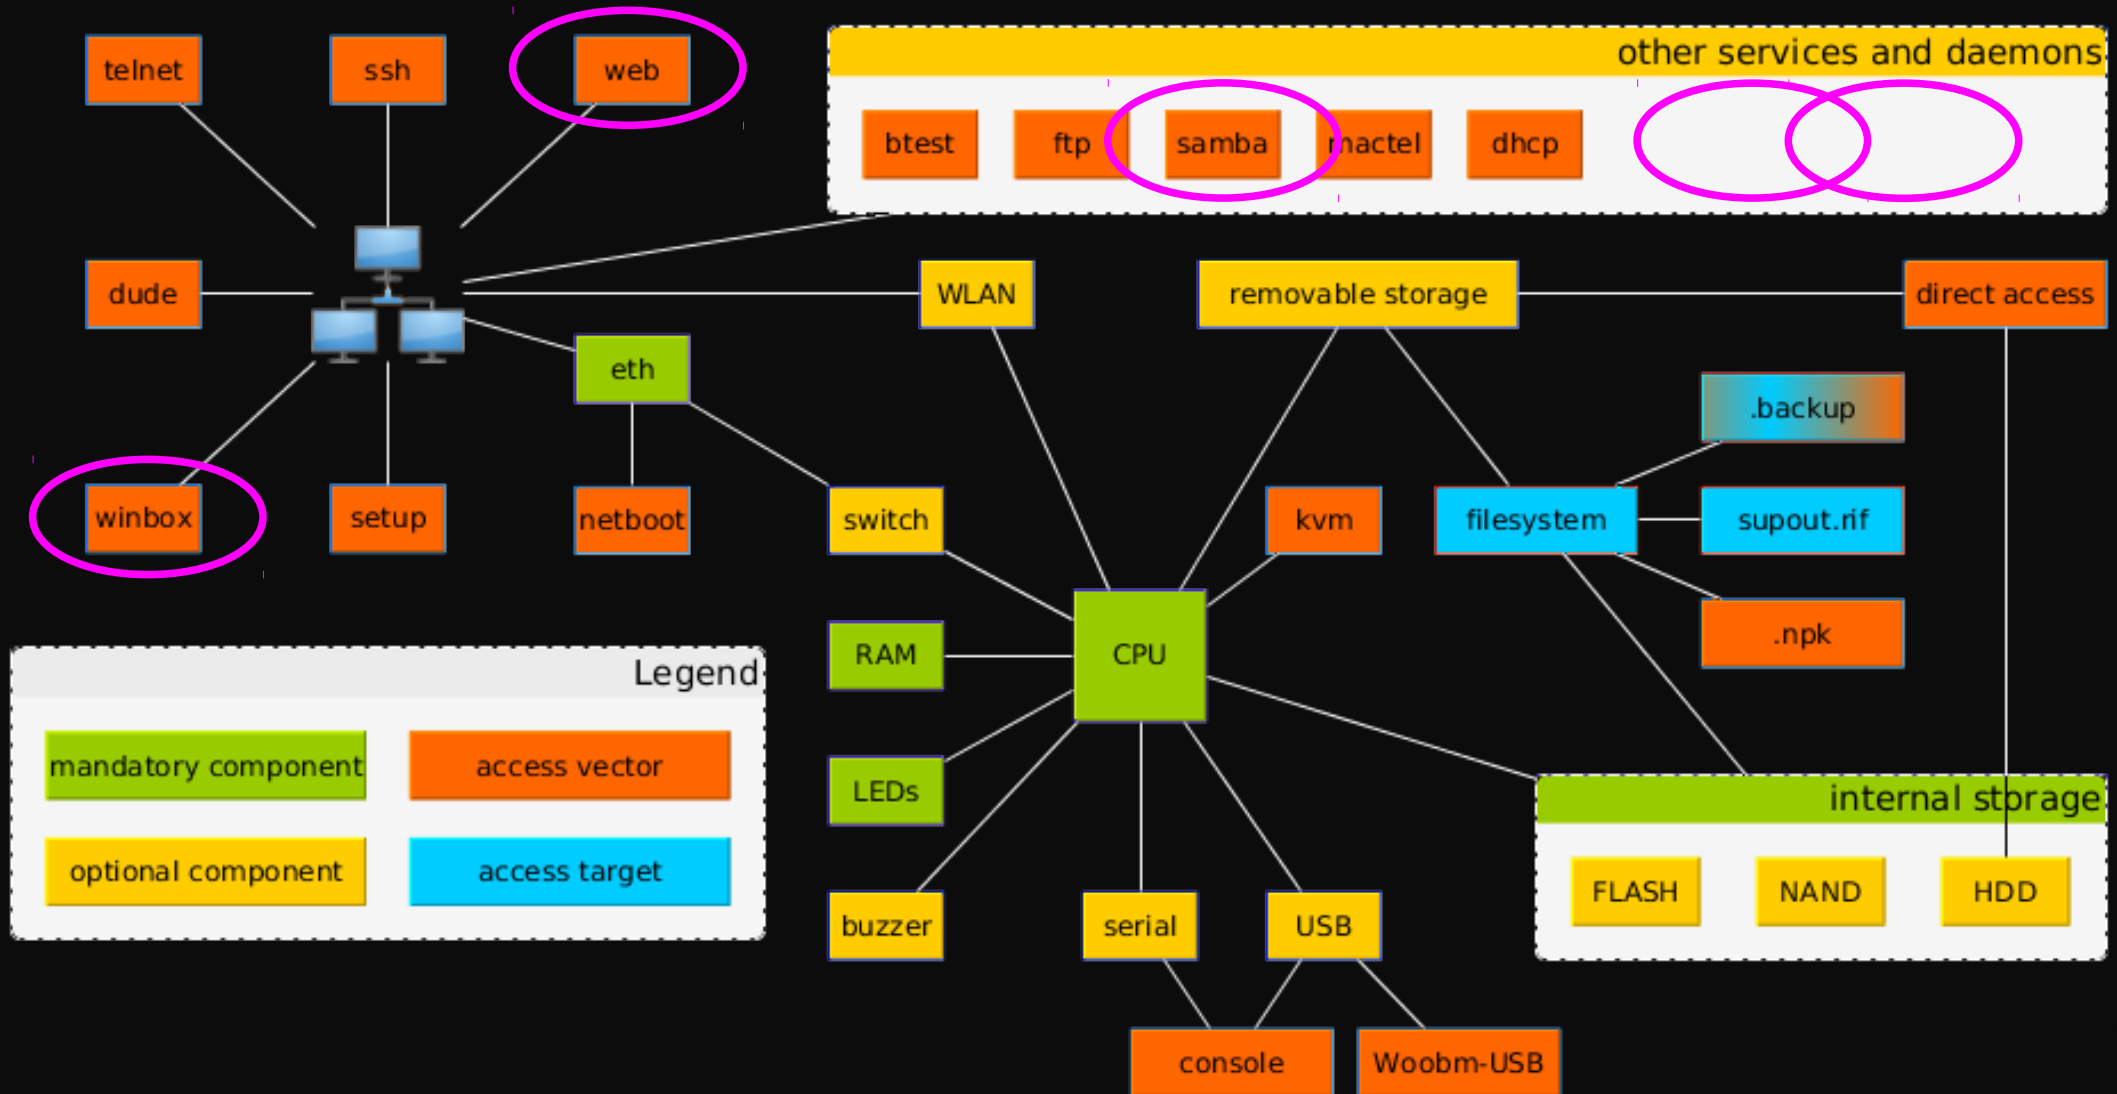 telnet
ssh
web
other services and daemons
btest
ftp
samba
mactel
dhcp
dude
WLAN
removable storage
direct access
eth
.backup
winbox
setup
netboot
switch
kvm
filesystem
supout.rif
.npk
CPU
RAM
Legend
mandatory component
access vector
optional component
access target
LEDs
internal storage
FLASH
NAND
HDD
buzzer
serial
USB
console
Woobm-USB